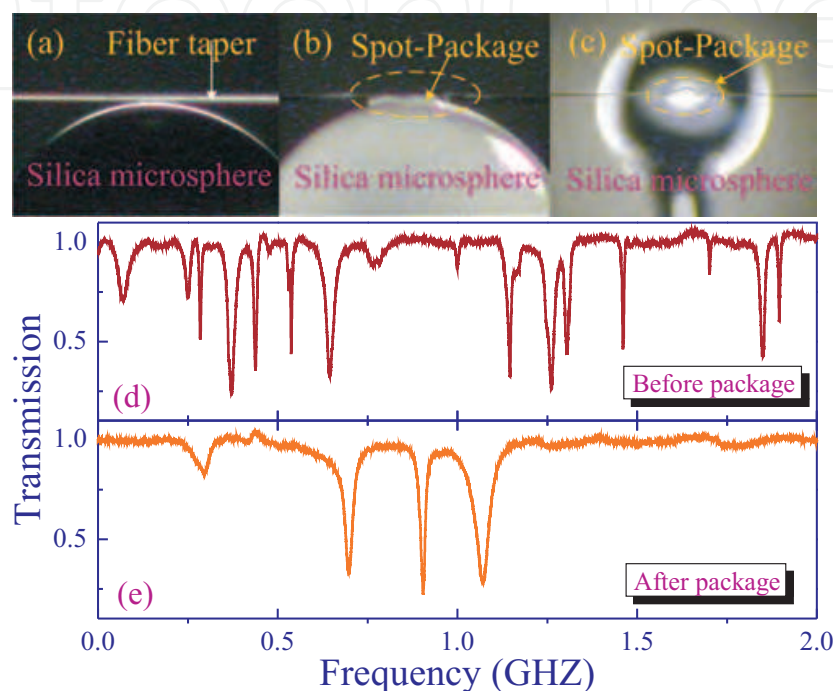 (a) Fiber taper
Silica microsphere
(b) Spot-Package
Silica microsphere
(c) Spot-Package
Silica microsphere
1.0
0.5
(d)
Before package
1.0
0.5
(e)
After package
Transmission
0.0 0.5 1.0 1.5 2.0
Frequency (GHZ)